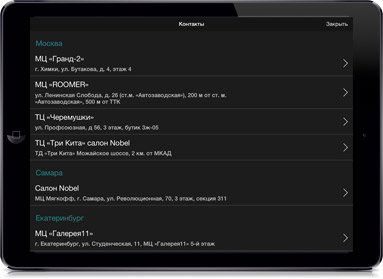 Контакты
Закрыть
Москва
МЦ «Гранд-2»
г. Химки, ул. Бутакова, д. 4, этаж 4
МЦ «ROOMER»
ул. Ленинская Слобода, д. 26 (ст.м. «Автозаводская»), 200 м от ст. м.
«Автозаводская», 500 м от ТТК
ТЦ «Черемушки»
ул. Профсоюзная, д 56, 3 этаж, бутик 3ж-05
ТЦ «Три Кита» салон Nobel
ТД «Три Кита» Можайское шоссе, 2 км. от МКАД
Самара
Салон Nobel
МЦ Мягкофф, г. Самара, ул. Революционная, 70, 3 этаж, секция 311
Екатеринбург
МЦ «Галерея11»
г. Екатеринбург, ул. Студенческая, 11, МЦ «Галерея11» 5-й этаж